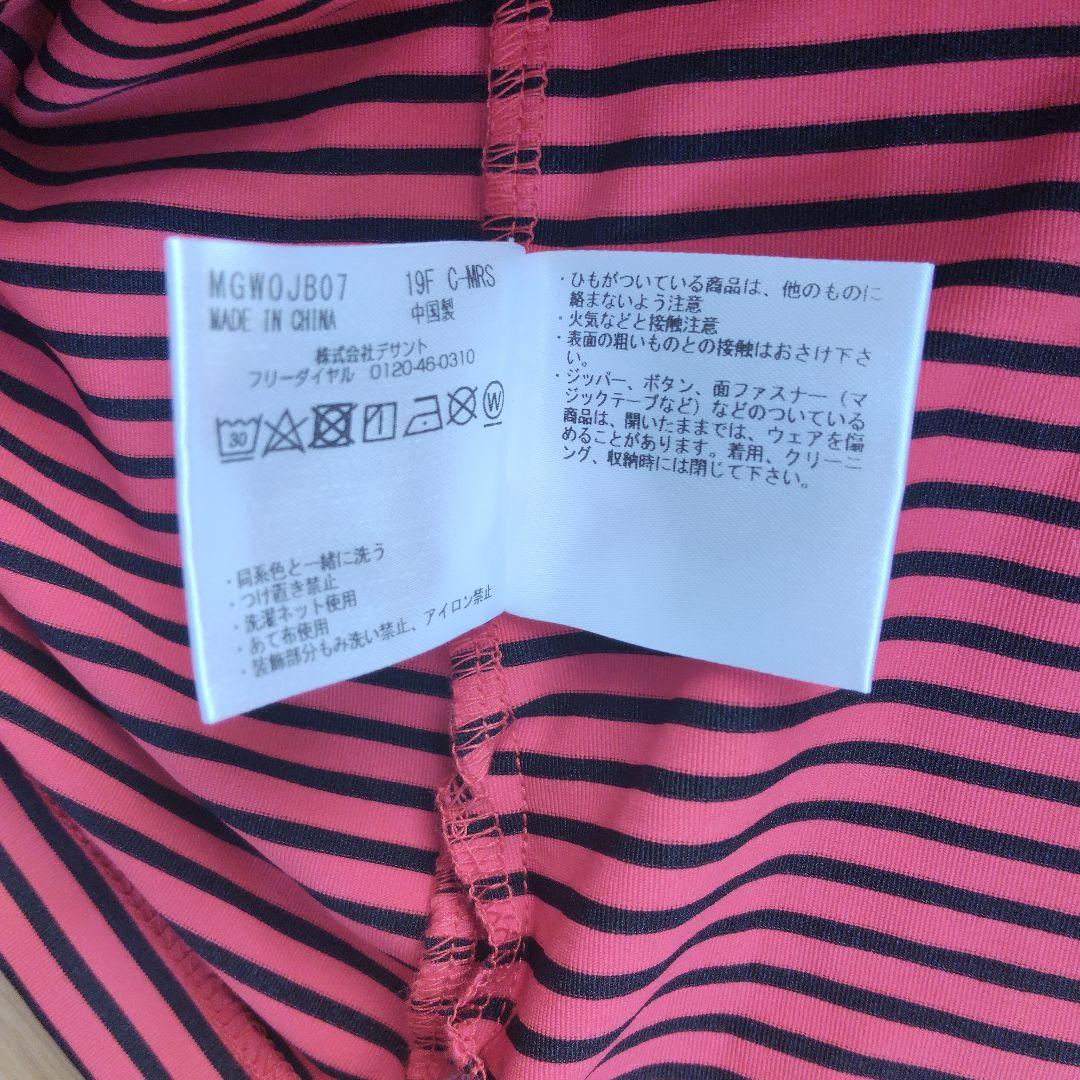 MGWOJB07 19F C-MRS
MADE IN CHINA 中国製
株式会社デサント
フリーダイヤル 0120-46-0310
30
W
・同系色と一緒に洗う
・つけ置き禁止
・洗濯ネット使用
・あて布使用
・装飾部分もみ洗い禁止、アイロン禁止
・ひもがついている商品は、他のものに
絡まないよう注意
・火気などと接触注意
・表面の粗いものとの接触はおさけ下さ
い。
・ジッパー、ボタン、面ファスナー（マ
ジックテープなど）などのついている
商品は、開いたままでは、ウェアを傷
めることがあります。着用、クリーニ
ング、収納時には閉じて下さい。